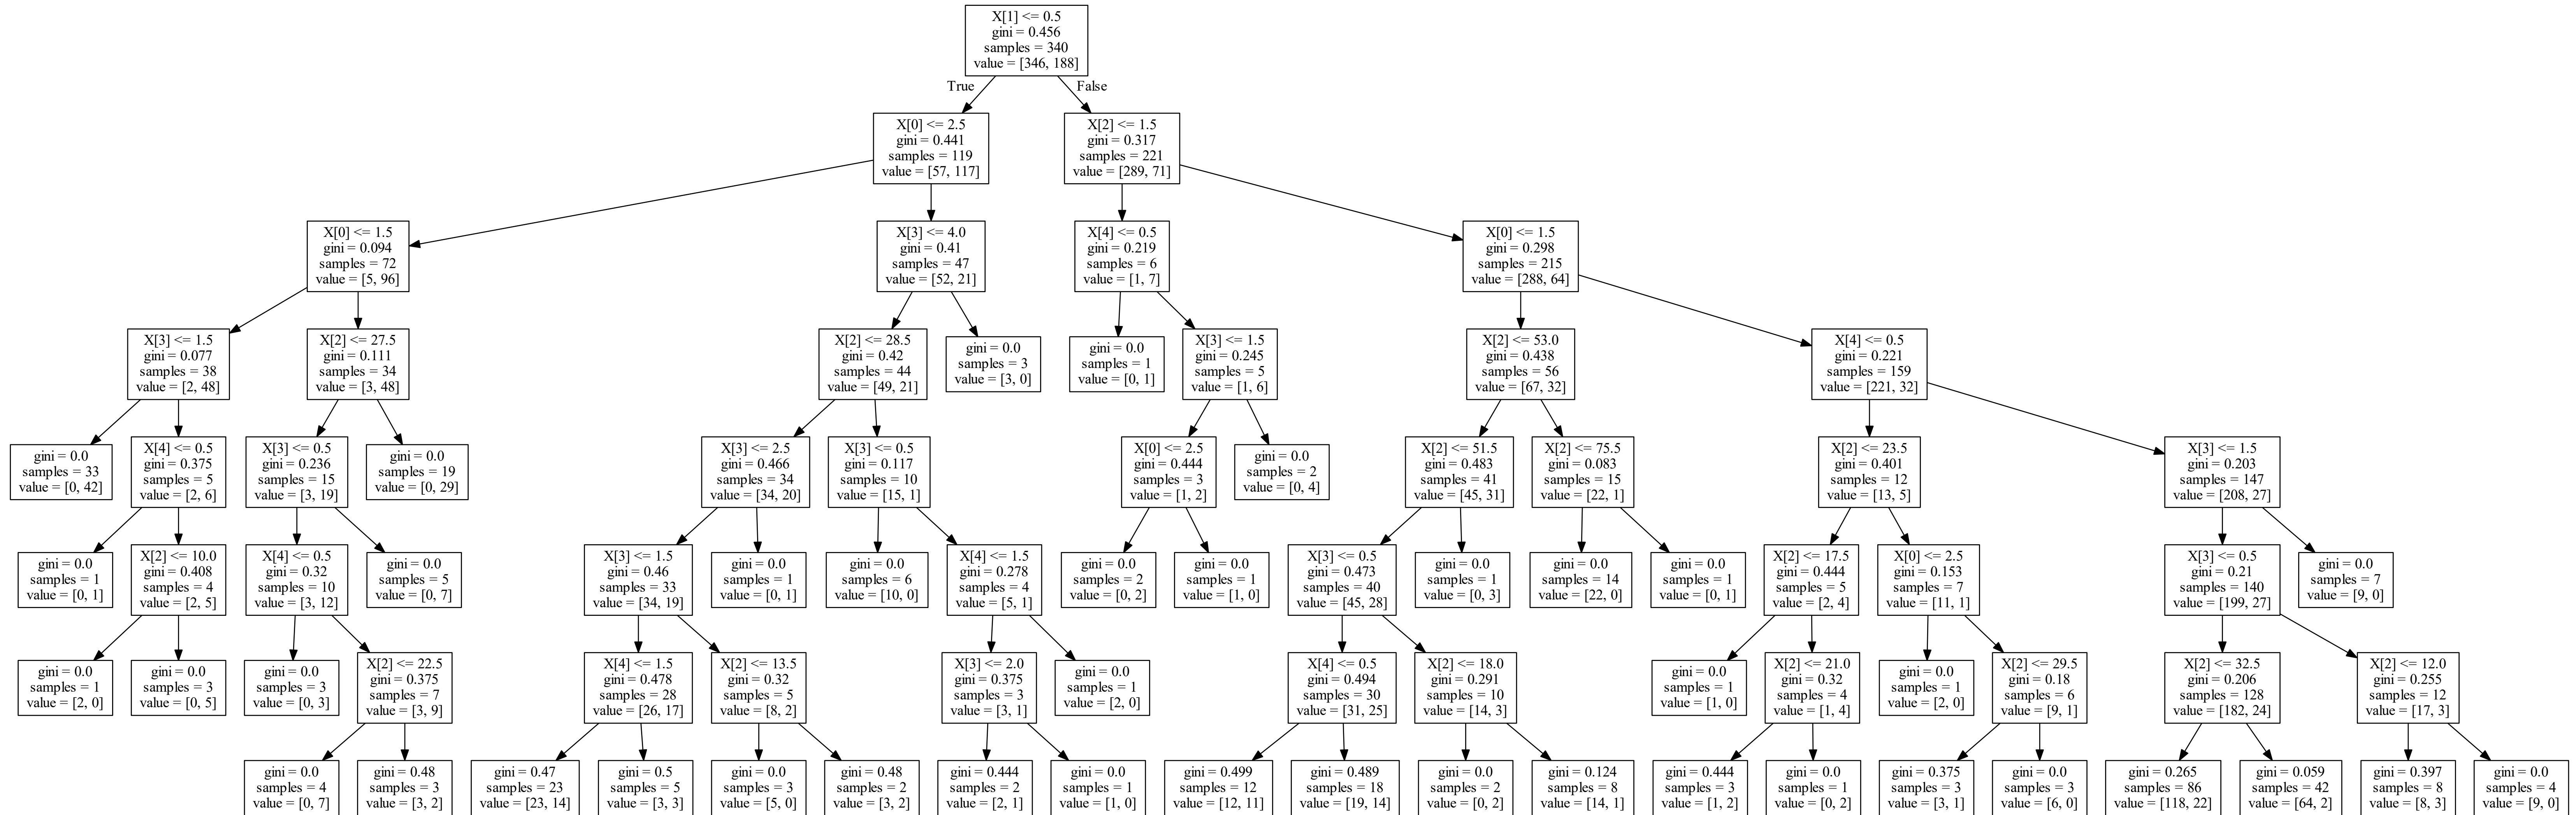 X[1] <= 0.5
gini = 0.456
samples = 340
value = [346, 188]
True
False
X[0] <= 2.5
gini = 0.441
samples = 119
value = [57, 117]
X[2] <= 1.5
gini = 0.317
samples = 221
value = [289, 71]
X[0] <= 1.5
gini = 0.094
samples = 72
value = [5, 96]
X[3] <= 4.0
gini = 0.41
samples = 47
value = [52, 21]
X[4] <= 0.5
gini = 0.219
samples = 6
value = [1, 7]
X[0] <= 1.5
gini = 0.298
samples = 215
value = [288, 64]
X[3] <= 1.5
gini = 0.077
samples = 38
value = [2, 48]
X[2] <= 27.5
gini = 0.111
samples = 34
value = [3, 48]
X[2] <= 28.5
gini = 0.42
samples = 44
value = [49, 21]
gini = 0.0
samples = 3
value = [3, 0]
gini = 0.0
samples = 1
value = [0, 1]
X[3] <= 1.5
gini = 0.245
samples = 5
value = [1, 6]
X[2] <= 53.0
gini = 0.438
samples = 56
value = [67, 32]
X[4] <= 0.5
gini = 0.221
samples = 159
value = [221, 32]
gini = 0.0
samples = 33
value = [0, 42]
X[4] <= 0.5
gini = 0.375
samples = 5
value = [2, 6]
X[3] <= 0.5
gini = 0.236
samples = 15
value = [3, 19]
gini = 0.0
samples = 19
value = [0, 29]
X[3] <= 2.5
gini = 0.466
samples = 34
value = [34, 20]
X[3] <= 0.5
gini = 0.117
samples = 10
value = [15, 1]
X[0] <= 2.5
gini = 0.444
samples = 3
value = [1, 2]
gini = 0.0
samples = 2
value = [0, 4]
X[2] <= 51.5
gini = 0.483
samples = 41
value = [45, 31]
X[2] <= 75.5
gini = 0.083
samples = 15
value = [22, 1]
X[2] <= 23.5
gini = 0.401
samples = 12
value = [13, 5]
X[3] <= 1.5
gini = 0.203
samples = 147
value = [208, 27]
gini = 0.0
samples = 1
value = [0, 1]
X[2] <= 10.0
gini = 0.408
samples = 4
value = [2, 5]
X[4] <= 0.5
gini = 0.32
samples = 10
value = [3, 12]
gini = 0.0
samples = 5
value = [0, 7]
X[3] <= 1.5
gini = 0.46
samples = 33
value = [34, 19]
gini = 0.0
samples = 1
value = [0, 1]
gini = 0.0
samples = 6
value = [10, 0]
X[4] <= 1.5
gini = 0.278
samples = 4
value = [5, 1]
gini = 0.0
samples = 2
value = [0, 2]
gini = 0.0
samples = 1
value = [1, 0]
X[3] <= 0.5
gini = 0.473
samples = 40
value = [45, 28]
gini = 0.0
samples = 1
value = [0, 3]
gini = 0.0
samples = 14
value = [22, 0]
gini = 0.0
samples = 1
value = [0, 1]
X[2] <= 17.5
gini = 0.444
samples = 5
value = [2, 4]
X[0] <= 2.5
gini = 0.153
samples = 7
value = [11, 1]
X[3] <= 0.5
gini = 0.21
samples = 140
value = [199, 27]
gini = 0.0
samples = 7
value = [9, 0]
gini = 0.0
samples = 1
value = [2, 0]
gini = 0.0
samples = 3
value = [0, 5]
gini = 0.0
samples = 3
value = [0, 3]
X[2] <= 22.5
gini = 0.375
samples = 7
value = [3, 9]
X[4] <= 1.5
gini = 0.478
samples = 28
value = [26, 17]
X[2] <= 13.5
gini = 0.32
samples = 5
value = [8, 2]
X[3] <= 2.0
gini = 0.375
samples = 3
value = [3, 1]
gini = 0.0
samples = 1
value = [2, 0]
X[4] <= 0.5
gini = 0.494
samples = 30
value = [31, 25]
X[2] <= 18.0
gini = 0.291
samples = 10
value = [14, 3]
gini = 0.0
samples = 1
value = [1, 0]
X[2] <= 21.0
gini = 0.32
samples = 4
value = [1, 4]
gini = 0.0
samples = 1
value = [2, 0]
X[2] <= 29.5
gini = 0.18
samples = 6
value = [9, 1]
X[2] <= 32.5
gini = 0.206
samples = 128
value = [182, 24]
X[2] <= 12.0
gini = 0.255
samples = 12
value = [17, 3]
gini = 0.0
samples = 4
value = [0, 7]
gini = 0.48
samples = 3
value = [3, 2]
gini = 0.47
samples = 23
value = [23, 14]
gini = 0.5
samples = 5
value = [3, 3]
gini = 0.0
samples = 3
value = [5, 0]
gini = 0.48
samples = 2
value = [3, 2]
gini = 0.444
samples = 2
value = [2, 1]
gini = 0.0
samples = 1
value = [1, 0]
gini = 0.499
samples = 12
value = [12, 11]
gini = 0.489
samples = 18
value = [19, 14]
gini = 0.0
samples = 2
value = [0, 2]
gini = 0.124
samples = 8
value = [14, 1]
gini = 0.444
samples = 3
value = [1, 2]
gini = 0.0
samples = 1
value = [0, 2]
gini = 0.375
samples = 3
value = [3, 1]
gini = 0.0
samples = 3
value = [6, 0]
gini = 0.265
samples = 86
value = [118, 22]
gini = 0.059
samples = 42
value = [64, 2]
gini = 0.397
samples = 8
value = [8, 3]
gini = 0.0
samples = 4
value = [9, 0]